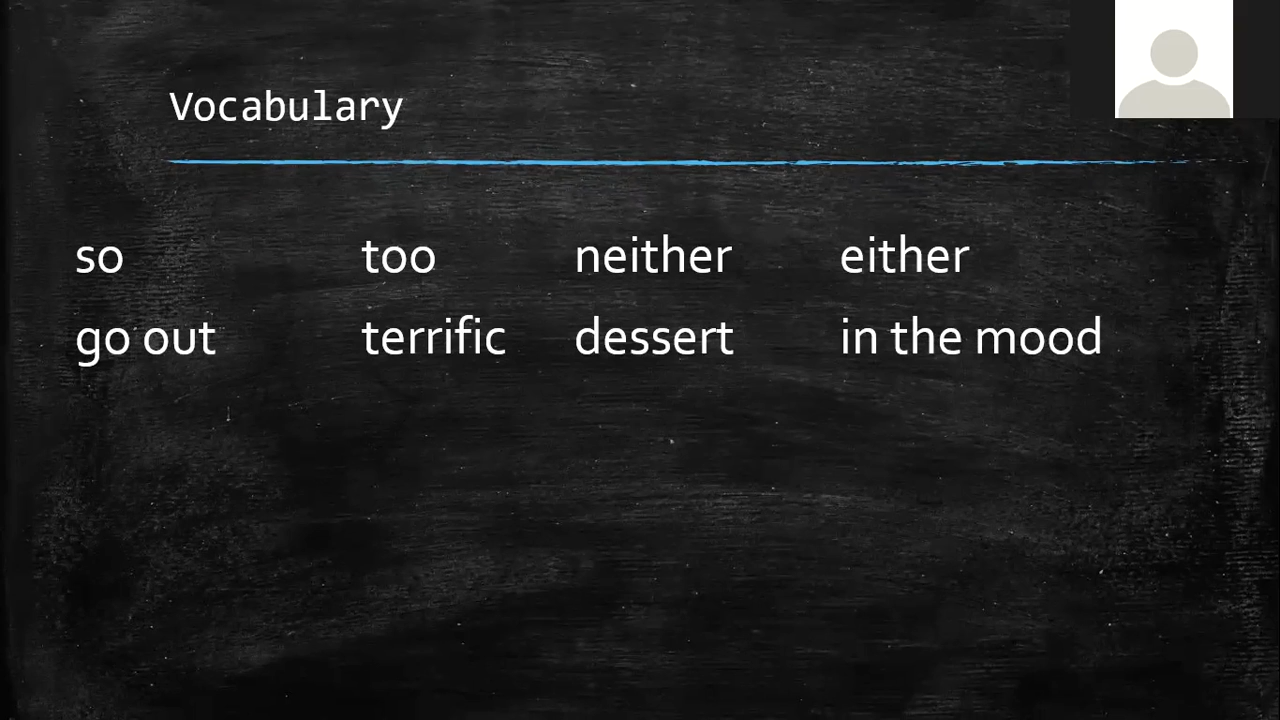 Vocabulary
so too neither either
go out terrific dessert in the mood